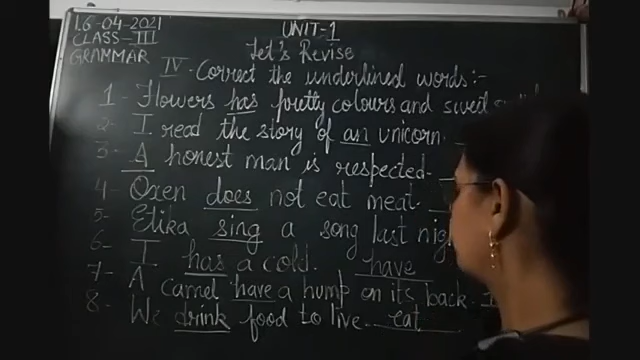 16-04-2021 UNIT-1
CLASS III Let's Revise
GRAMMAR
IV- Correct the underlined words:-
1- Flowers has pretty colours and sweet
2- I read the story of an unicorn.
3- A honest man is respected.
4- Oxen does not eat meat.
5- Etika sing a song last
6- I has a cold. have
7- A camel have a hump on its back.
8- We drink food to live. eat